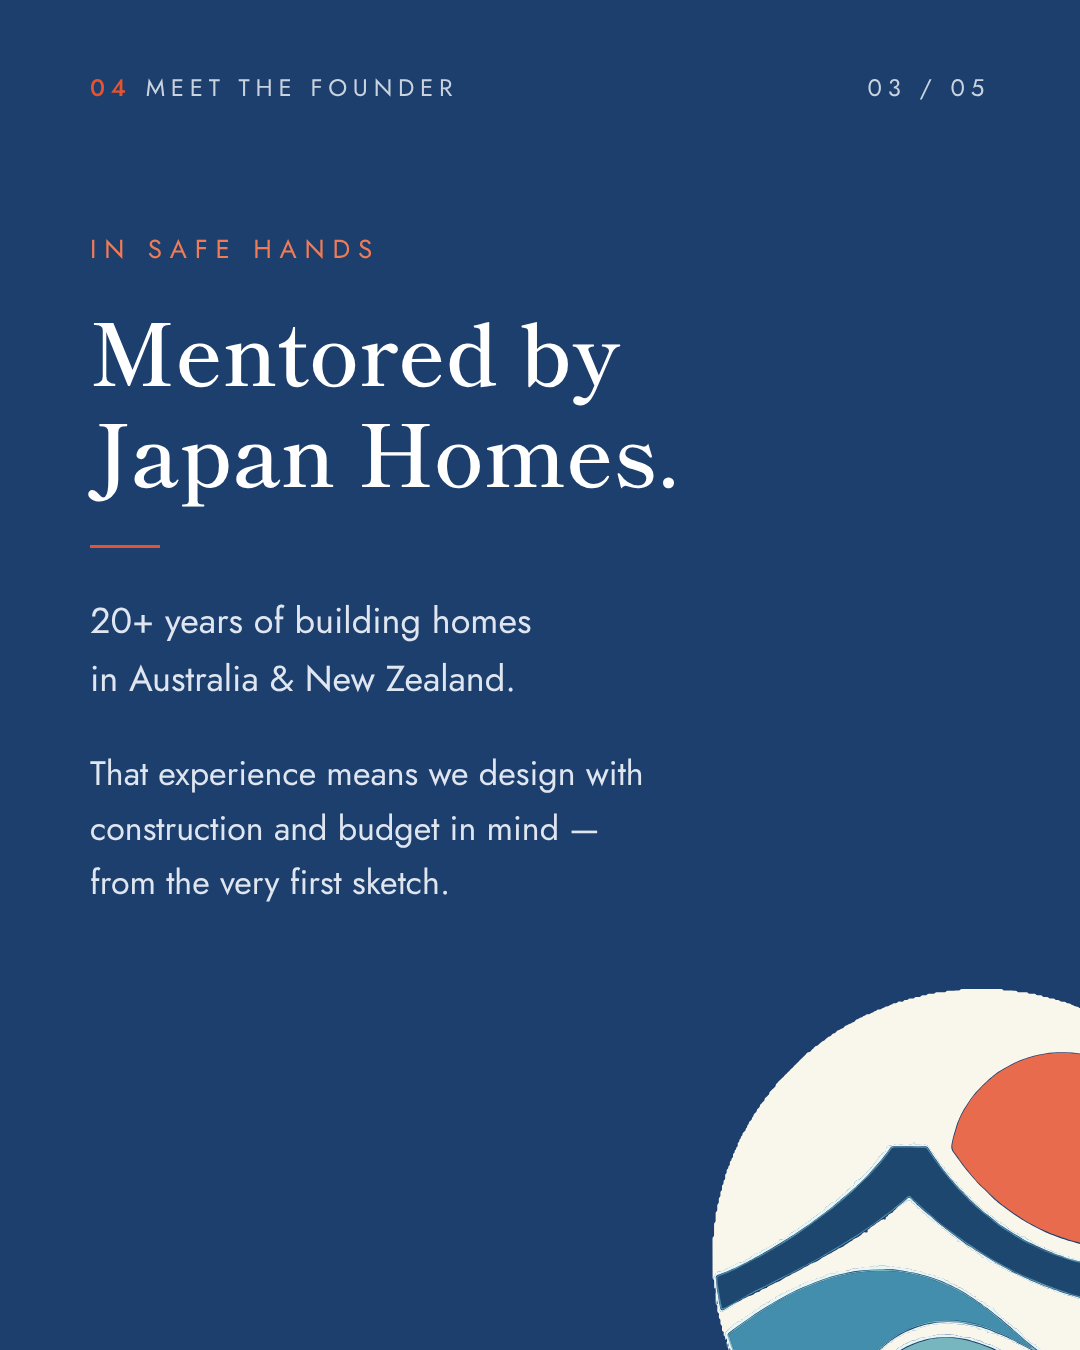 04 MEET THE FOUNDER
03 / 05
IN SAFE HANDS
Mentored by
Japan Homes.
20+ years of building homes
in Australia & New Zealand.
That experience means we design with
construction and budget in mind —
from the very first sketch.